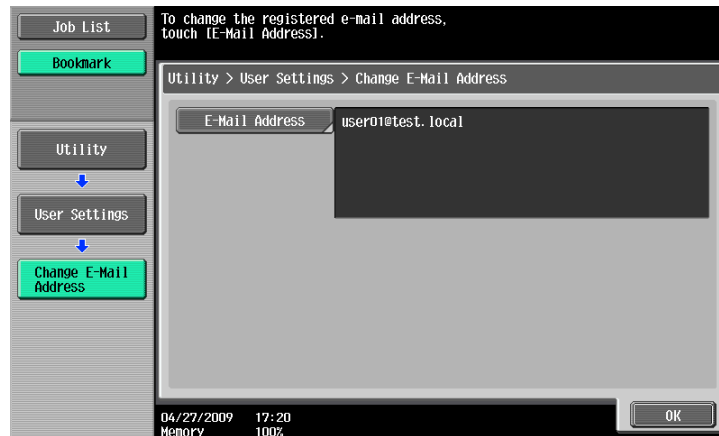 Job List
Bookmark
To change the registered e-mail address,
touch [E-Mail Address].
Utility > User Settings > Change E-Mail Address
E-Mail Address
user01@test.local
Utility
User Settings
Change E-Mail
Address
04/27/2009 17:20
Memory 100%
OK